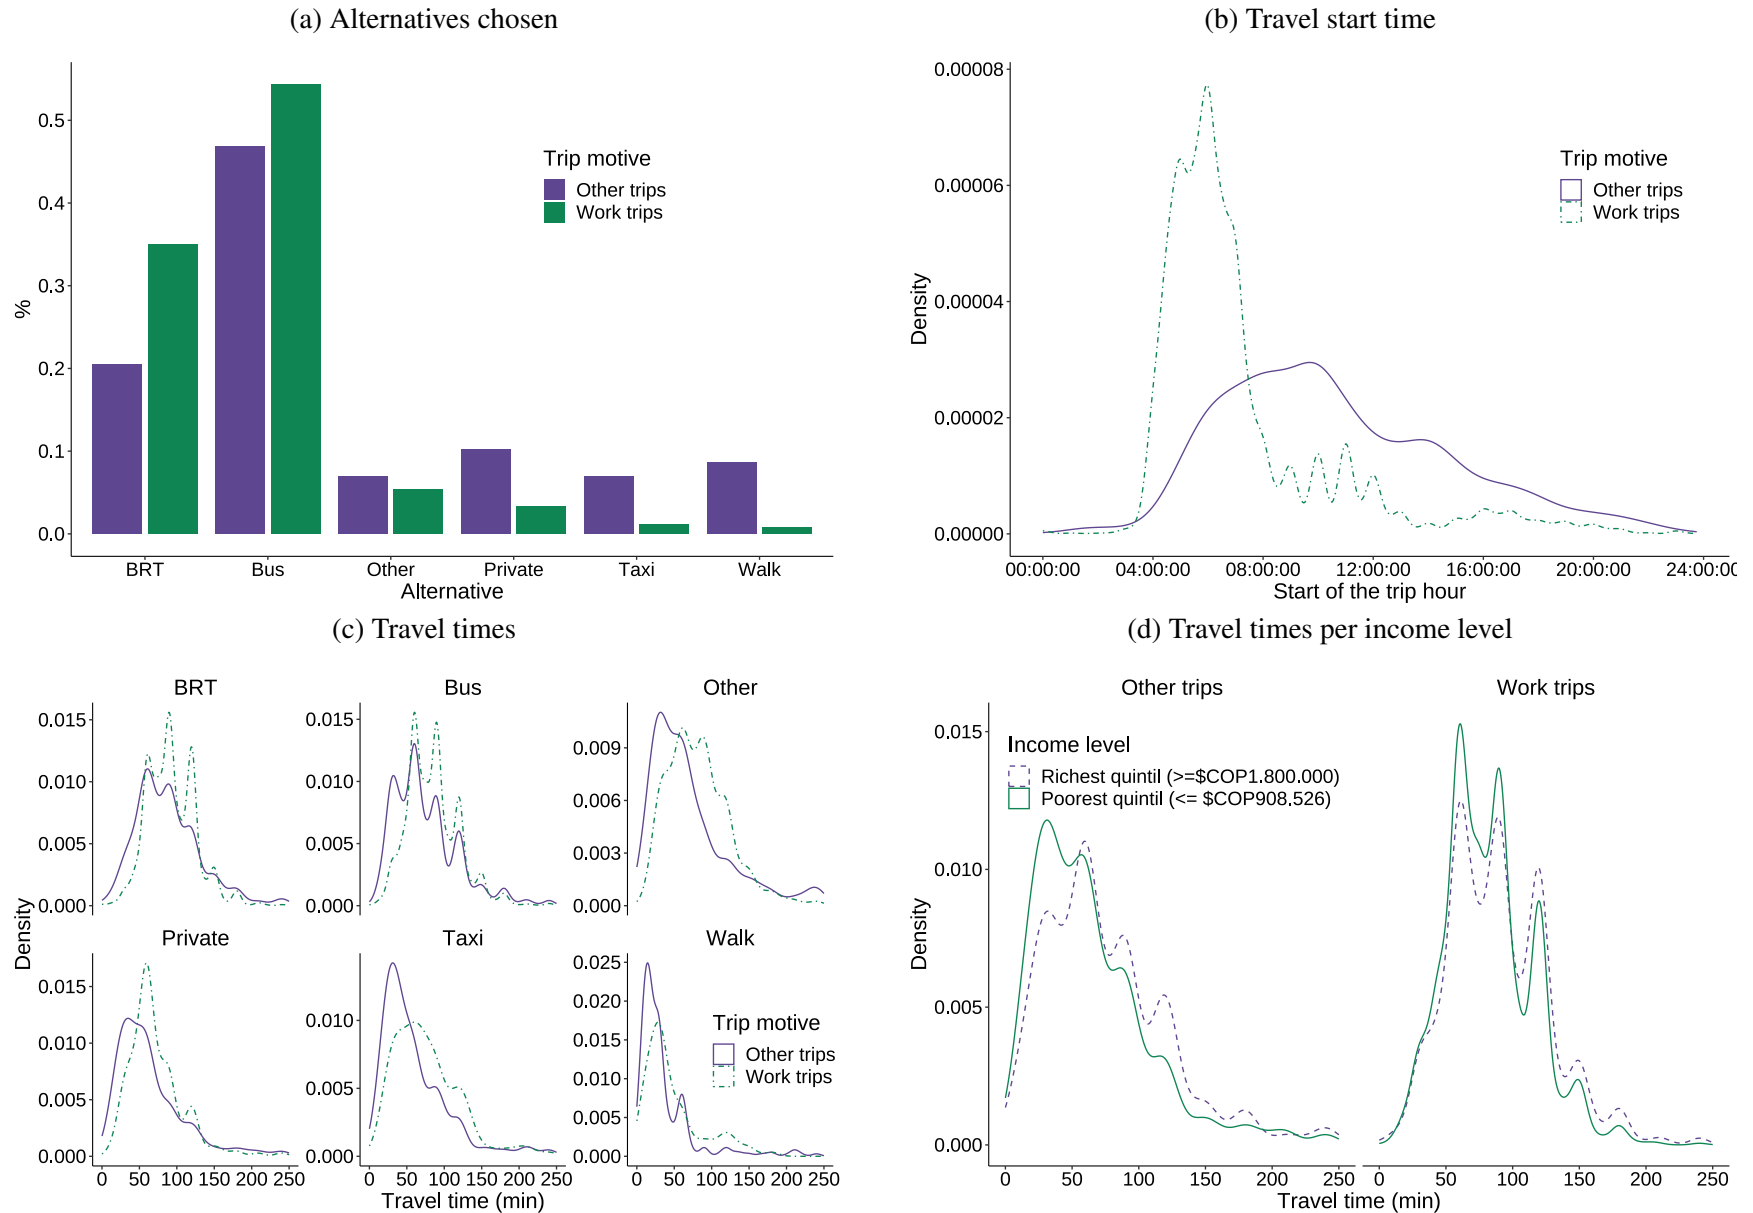 (a) Alternatives chosen
0.5
0.4
0.3
0.2
0.1
0.0
%
Trip motive
Other trips
Work trips
BRT Bus Other Private Taxi Walk
Alternative
(b) Travel start time
0.00008
0.00006
0.00004
0.00002
0.00000
Density
Trip motive
Other trips
Work trips
00:00:00 04:00:00 08:00:00 12:00:00 16:00:00 20:00:00 24:00:0
Start of the trip hour
(c) Travel times
Density
BRT
0.015
0.010
0.005
0.000
Bus
0.015
0.010
0.005
0.000
Other
0.009
0.006
0.003
0.000
Private
0.015
0.010
0.005
0.000
0 50 100 150 200 250
Taxi
0.010
0.005
0.000
0 50 100 150 200 250
Walk
0.025
0.020
0.015
0.010
0.005
0.000
Trip motive
Other trips
Work trips
0 50 100 150 200 250
Travel time (min)
(d) Travel times per income level
Other trips Work trips
0.015
0.010
0.005
0.000
Density
Income level
Richest quintil (>=$COP1.800.000)
Poorest quintil (<= $COP908.526)
0 50 100 150 200 250 0 50 100 150 200 250
Travel time (min)